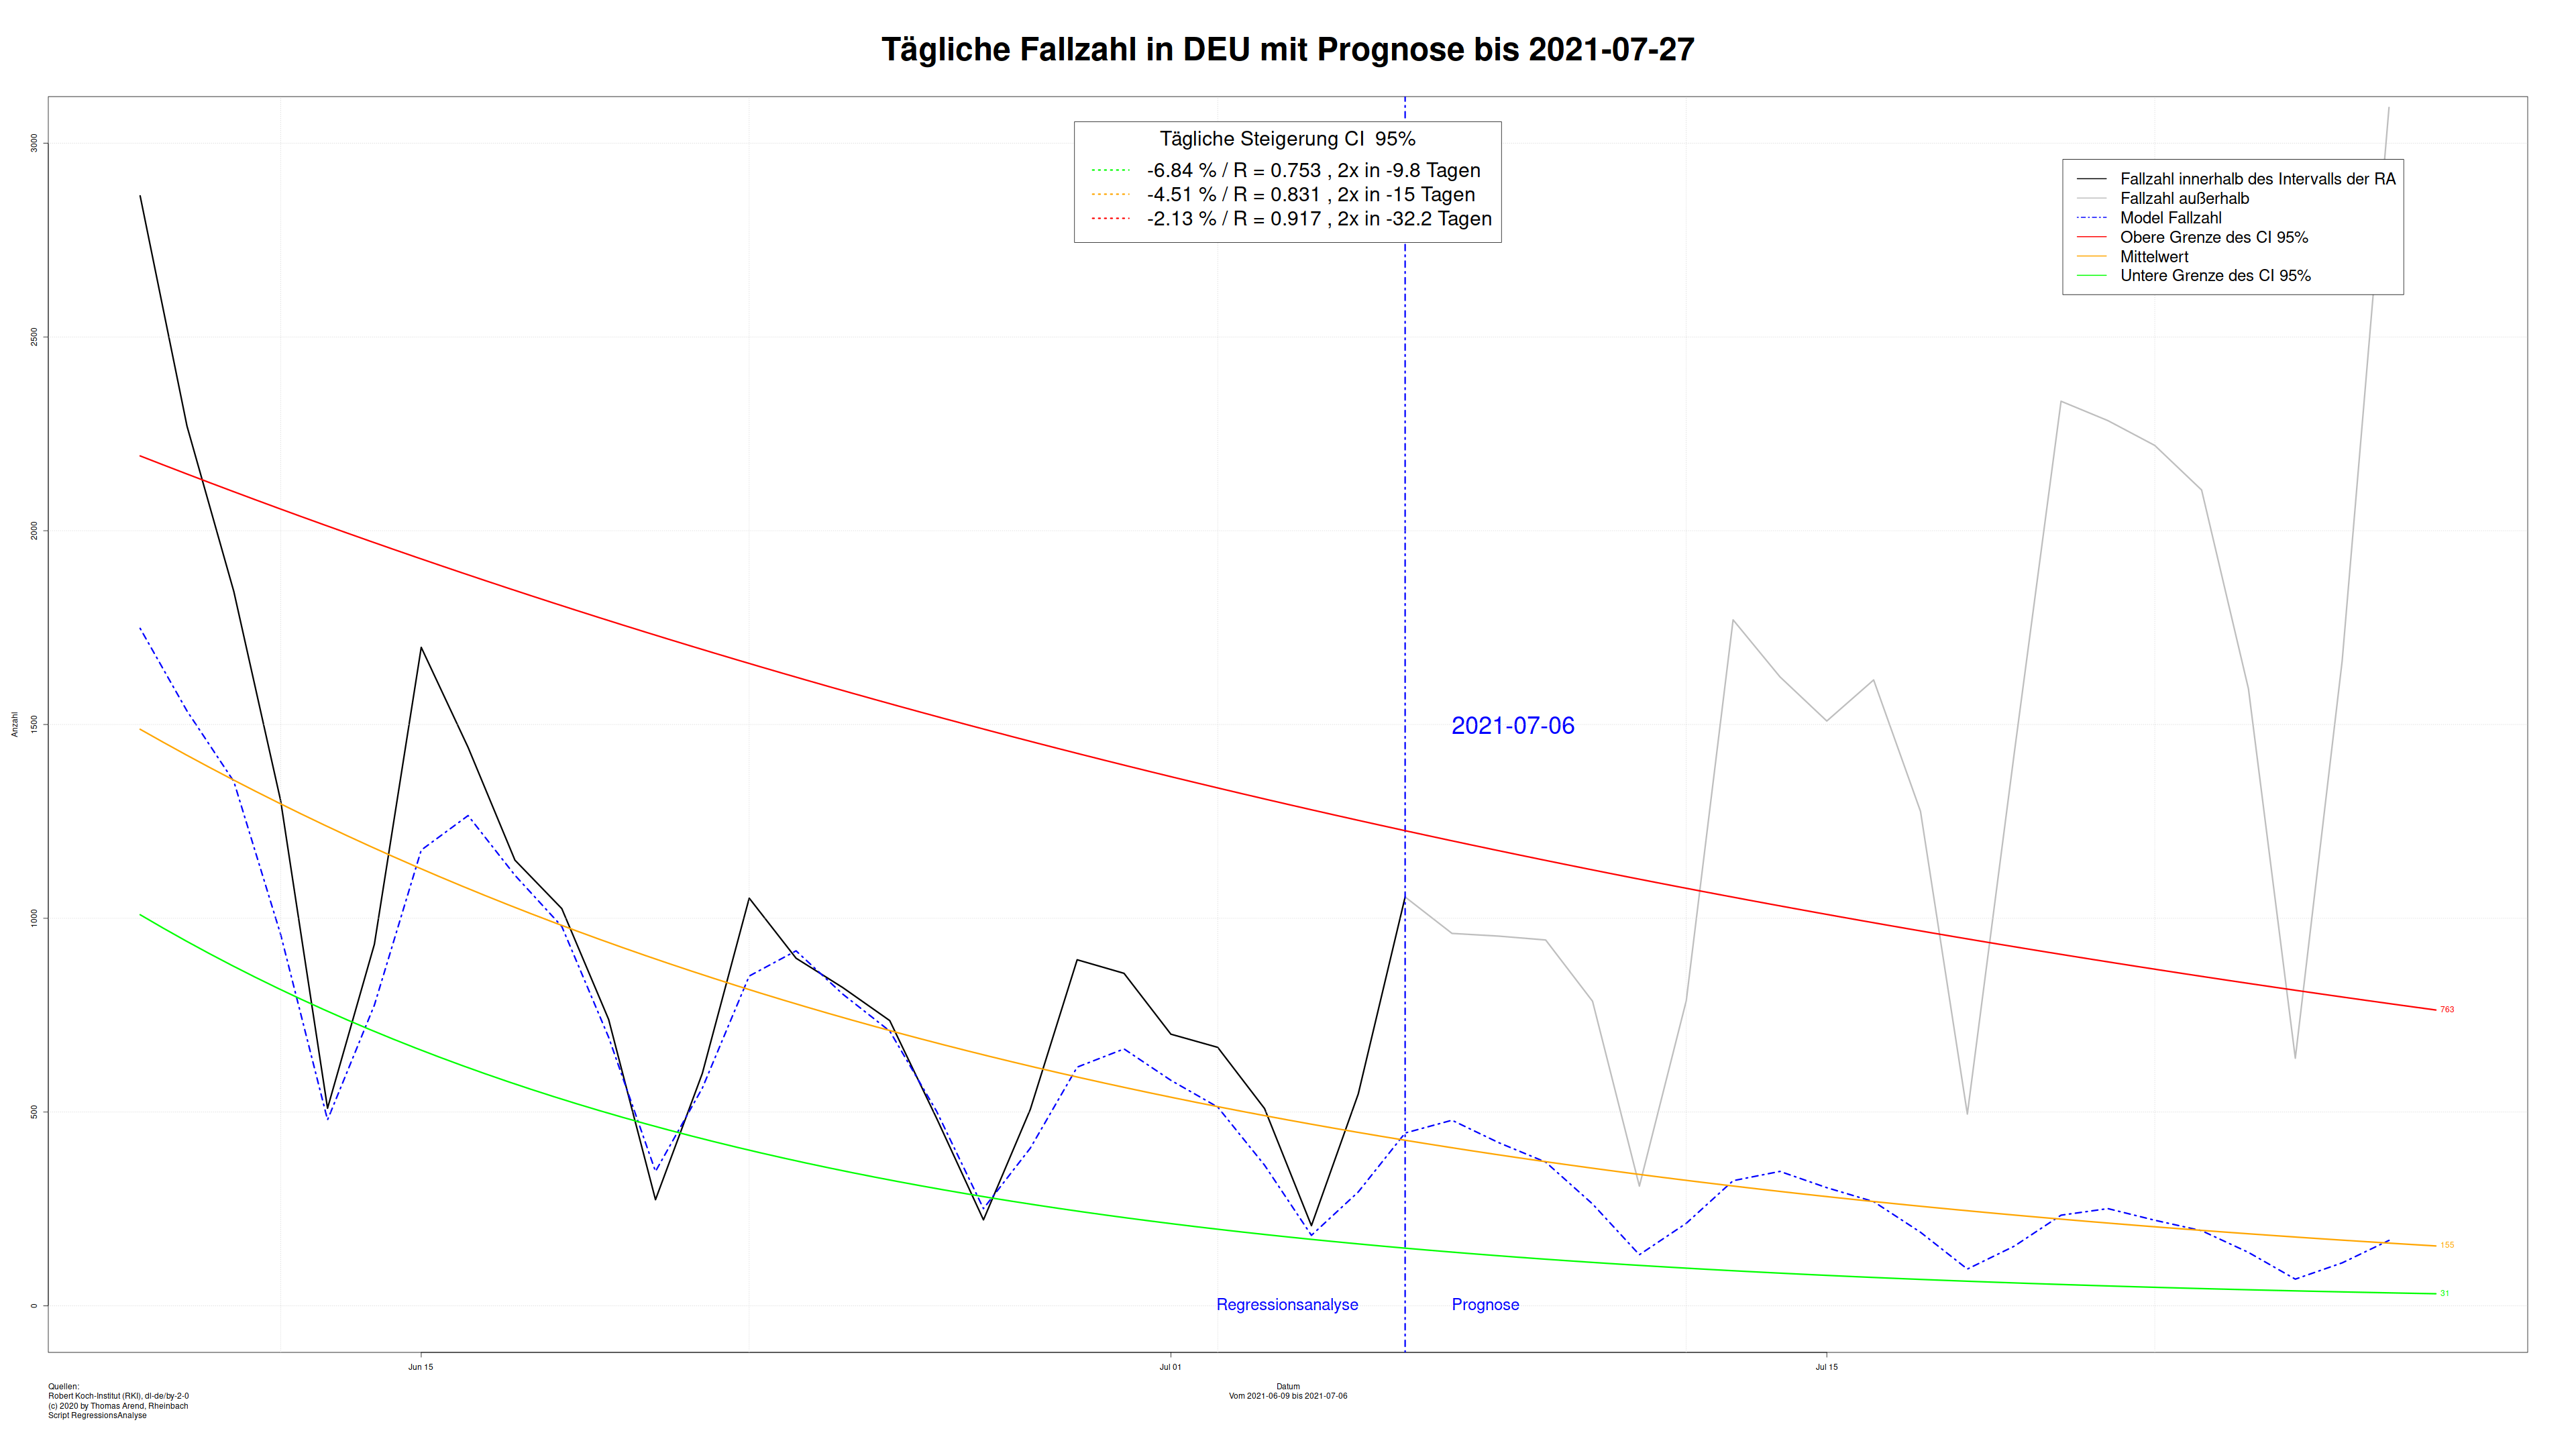 Tägliche Fallzahl in DEU mit Prognose bis 2021-07-27
Tägliche Steigerung CI  95%
-6.84 % / R = 0.753 , 2x in -9.8 Tagen
-4.51 % / R = 0.831 , 2x in -15 Tagen
-2.13 % / R = 0.917 , 2x in -32.2 Tagen
Fallzahl innerhalb des Intervalls der RA
Fallzahl außerhalb
Model Fallzahl
Obere Grenze des CI 95%
Mittelwert
Untere Grenze des CI 95%
3000
2500
2000
1500
1000
500
0
Anzahl
2021-07-06
763
155
31
Regressionsanalyse
Prognose
Jun 15
Jul 01
Jul 15
Datum
Vom 2021-06-09 bis 2021-07-06
Quellen:
Robert Koch-Institut (RKI), dl-de/by-2-0
(c) 2020 by Thomas Arend, Rheinbach
Script RegressionsAnalyse